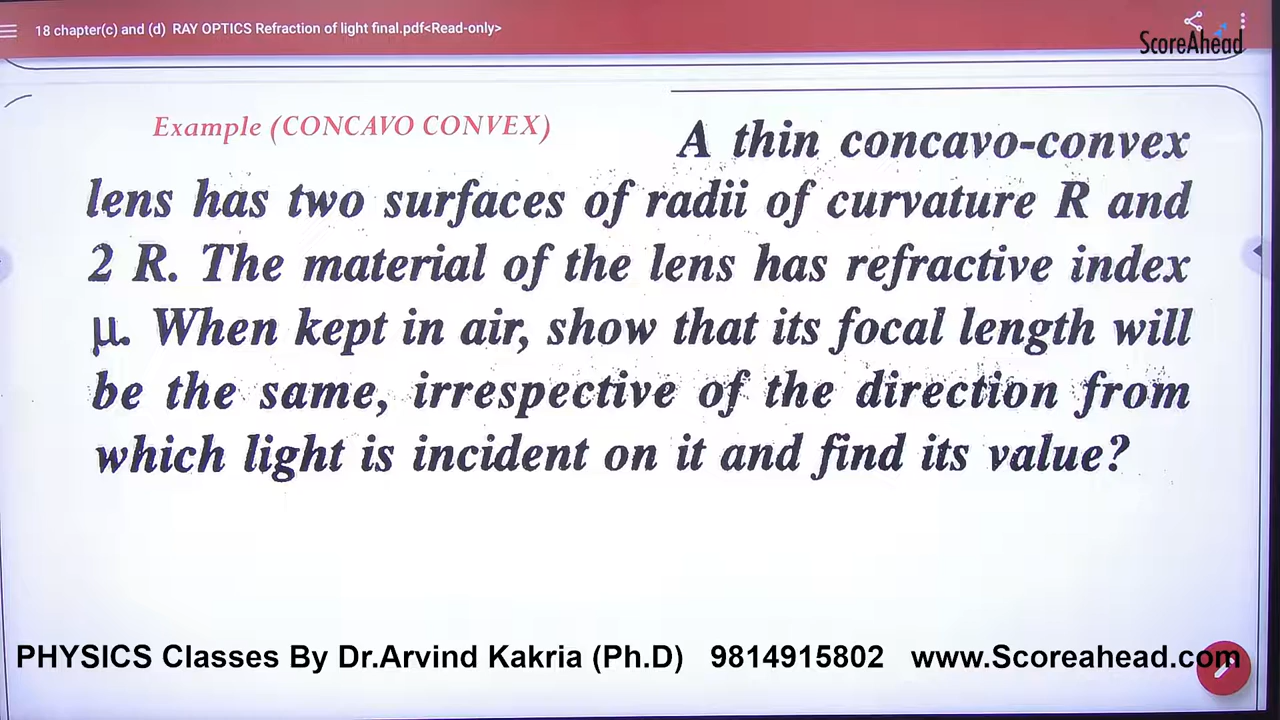 18 chapter(c) and (d) RAY OPTICS Refraction of light final.pdf<Read-only>
ScoreAhead
Example (CONCAVO CONVEX)
A thin concavo-convex
lens has two surfaces of radii of curvature R and
2 R. The material of the lens has refractive index
μ. When kept in air, show that its focal length will
be the same, irrespective of the direction from
which light is incident on it and find its value?
PHYSICS Classes By Dr.Arvind Kakria (Ph.D) 9814915802 www.Scoreahead.com